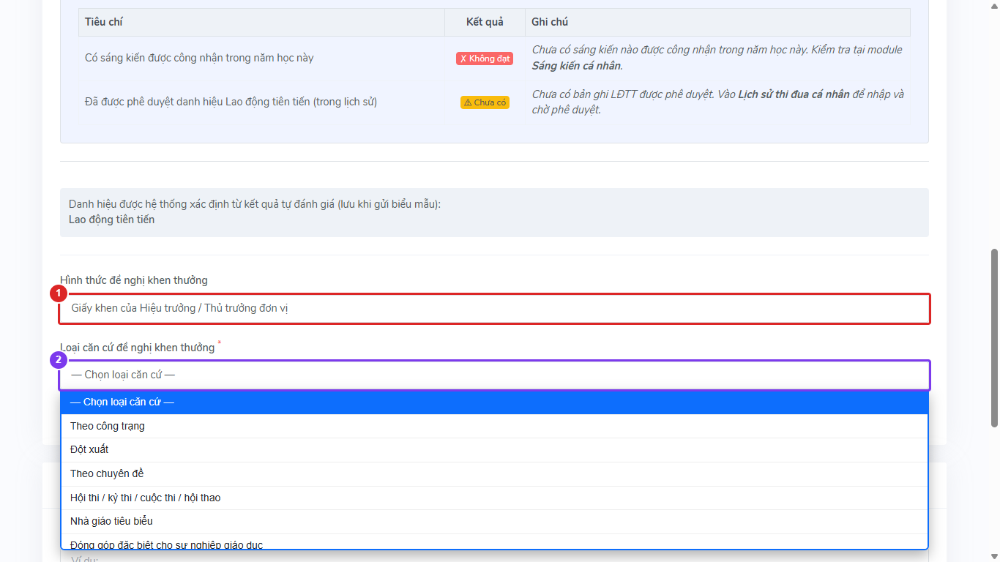 Tiêu chí Kết quả Ghi chú
Có sáng kiến được công nhận trong năm học này ✗ Không đạt Chưa có sáng kiến nào được công nhận trong năm học này. Kiểm tra tại module
Sáng kiến cá nhân.
Đã được phê duyệt danh hiệu Lao động tiên tiến (trong lịch sử) ⚠ Chưa có Chưa có bản ghi LĐTT được phê duyệt. Vào Lịch sử thi đua cá nhân để nhập và
chờ phê duyệt.
Danh hiệu được hệ thống xác định từ kết quả tự đánh giá (lưu khi gửi biểu mẫu):
Lao động tiên tiến
Hình thức đề nghị khen thưởng
1
Giấy khen của Hiệu trưởng / Thủ trưởng đơn vị
Loại căn cứ đề nghị khen thưởng *
2
— Chọn loại căn cứ —
— Chọn loại căn cứ —
Theo công trạng
Đột xuất
Theo chuyên đề
Hội thi / kỳ thi / cuộc thi / hội thao
Nhà giáo tiêu biểu
Đóng góp đặc biệt cho sự nghiệp giáo dục
Ví dụ: